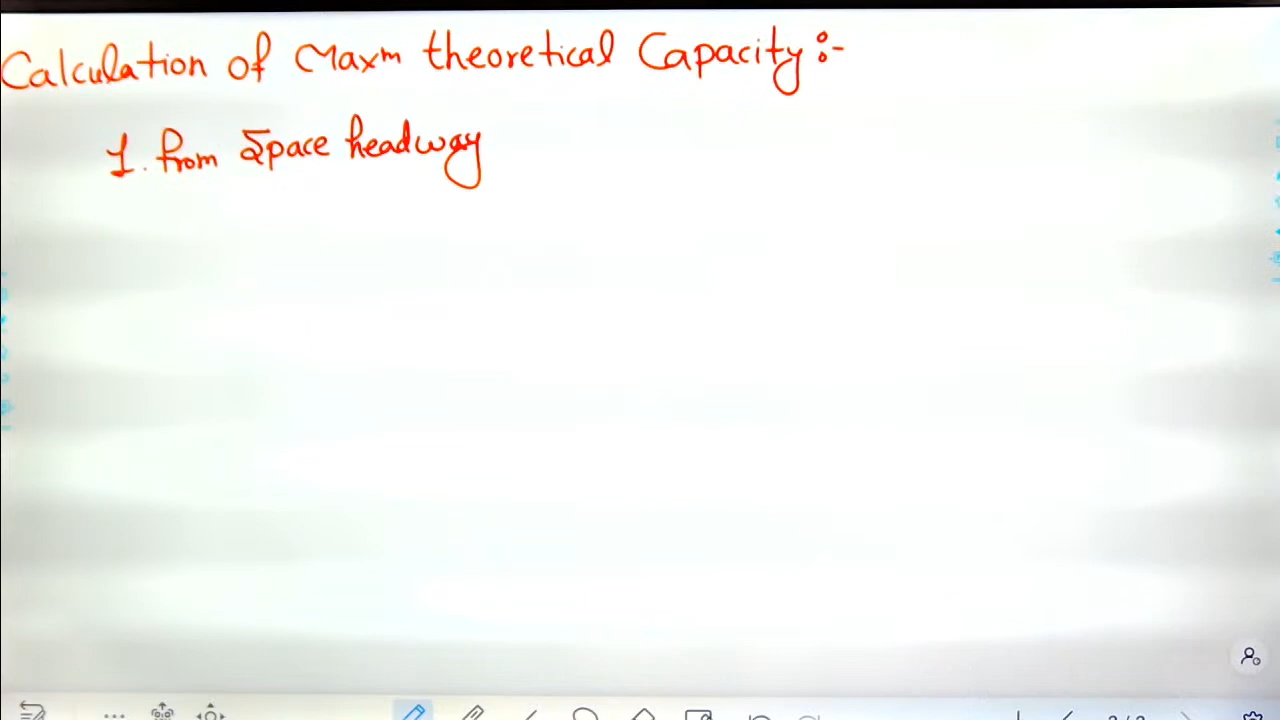 Calculation of Maxm theoretical Capacity :-
1. from Space headway